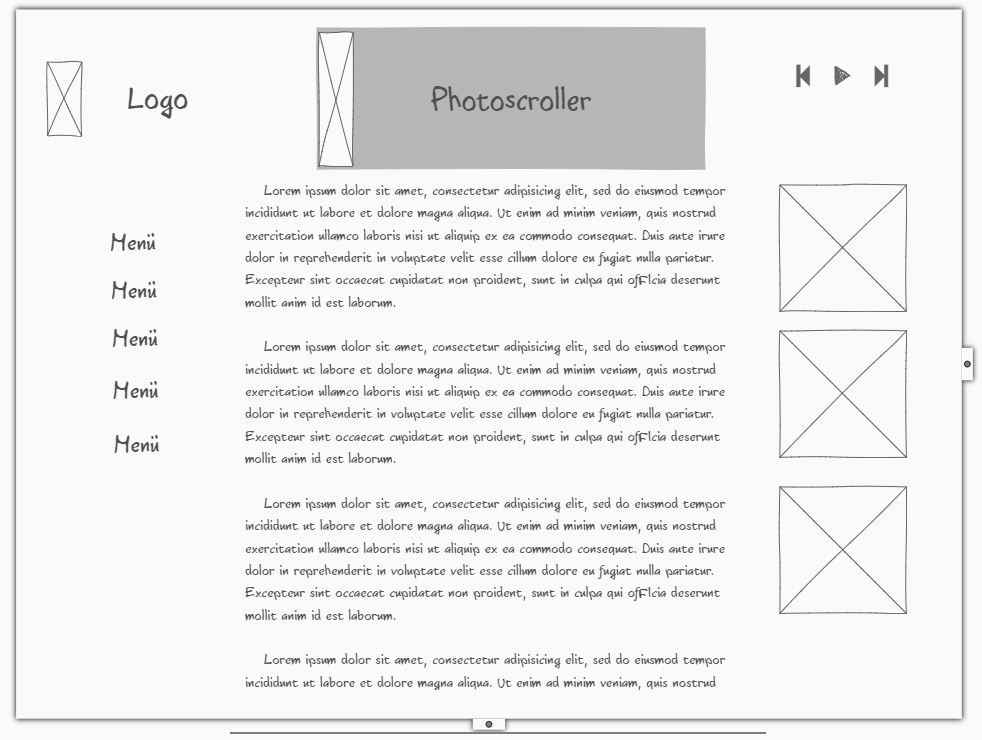 Logo
Photoscroller
Menü
Menü
Menü
Menü
Menü
Lorem ipsum dolor sit amet, consectetur adipisicing elit, sed do eiusmod tempor
incididunt ut labore et dolore magna aliqua. Ut enim ad minim veniam, quis nostrud
exercitation ullamco laboris nisi ut aliquip ex ea commodo consequat. Duis aute irure
dolor in reprehenderit in voluptate velit esse cillum dolore eu fugiat nulla pariatur.
Excepteur sint occaecat cupidatat non proident, sunt in culpa qui officia deserunt
mollit anim id est laborum.
Lorem ipsum dolor sit amet, consectetur adipisicing elit, sed do eiusmod tempor
incididunt ut labore et dolore magna aliqua. Ut enim ad minim veniam, quis nostrud
exercitation ullamco laboris nisi ut aliquip ex ea commodo consequat. Duis aute irure
dolor in reprehenderit in voluptate velit esse cillum dolore eu fugiat nulla pariatur.
Excepteur sint occaecat cupidatat non proident, sunt in culpa qui officia deserunt
mollit anim id est laborum.
Lorem ipsum dolor sit amet, consectetur adipisicing elit, sed do eiusmod tempor
incididunt ut labore et dolore magna aliqua. Ut enim ad minim veniam, quis nostrud
exercitation ullamco laboris nisi ut aliquip ex ea commodo consequat. Duis aute irure
dolor in reprehenderit in voluptate velit esse cillum dolore eu fugiat nulla pariatur.
Excepteur sint occaecat cupidatat non proident, sunt in culpa qui officia deserunt
mollit anim id est laborum.
Lorem ipsum dolor sit amet, consectetur adipisicing elit, sed do eiusmod tempor
incididunt ut labore et dolore magna aliqua. Ut enim ad minim veniam, quis nostrud